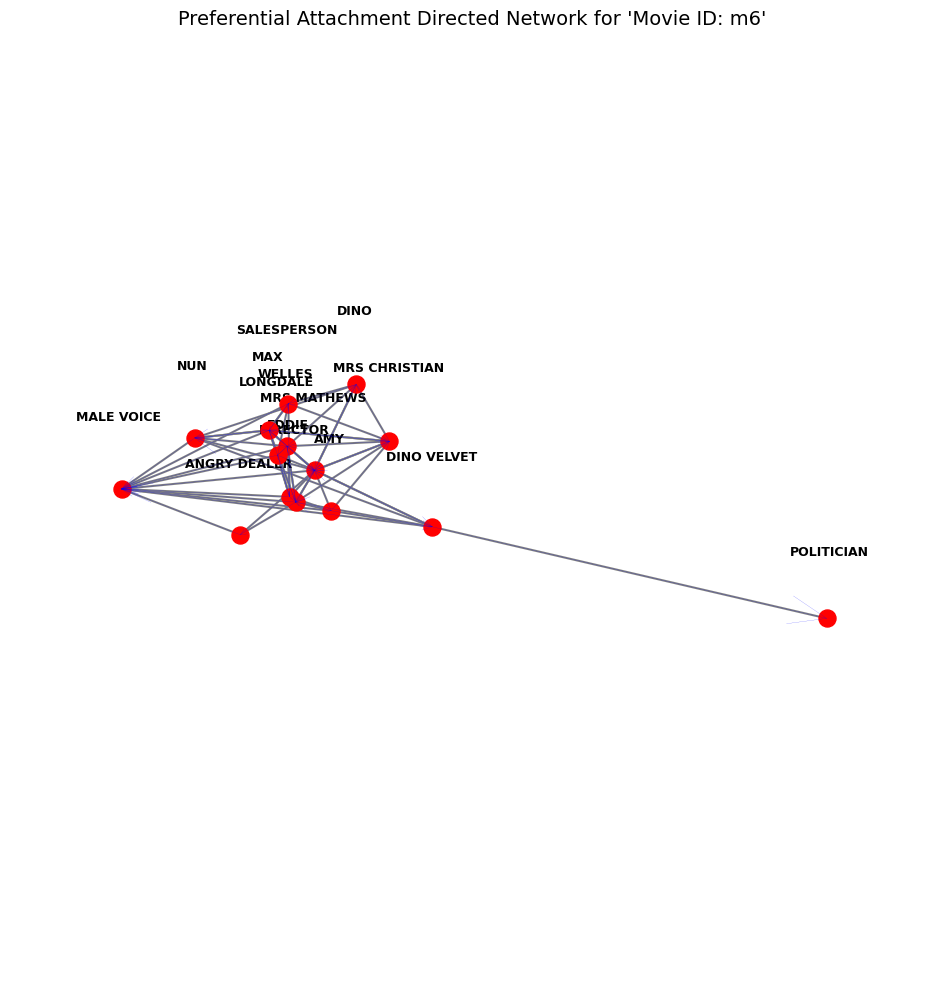 Preferential Attachment Directed Network for 'Movie ID: m6'
DINO
SALESPERSON
MAX
NUN
MRS CHRISTIAN
WELLES
LONGDALE
MRS MATHEWS
MALE VOICE
EDDIE
AMY
DINO VELVET
ANGRY DEALER
POLITICIAN